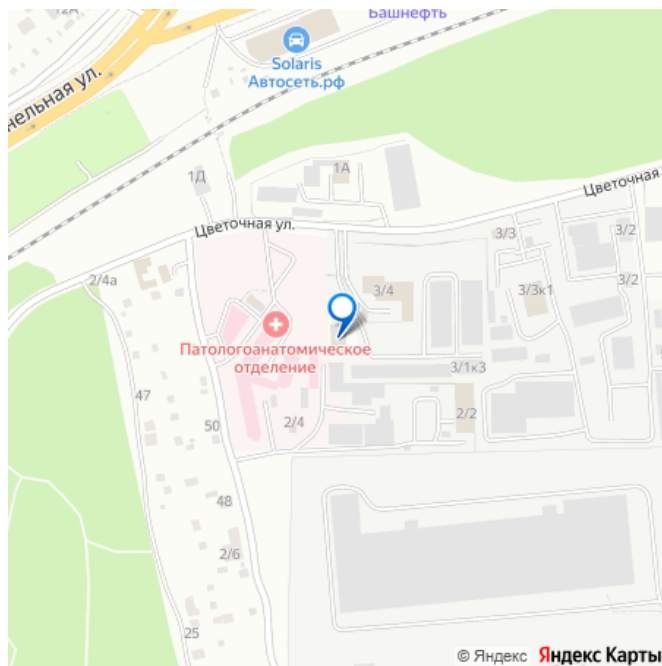 12А
Башнефть
Solaris
Автосеть.рф
нельная ул.
1Д
1А
Цветочная
Цветочная ул.
3/3
3/2
2/4а
3/4
3/3к1
3/2
Патологоанатомическое
отделение
3/1к3
47
2/4
2/2
50
48
2/6
25
© Яндекс Яндекс Карты